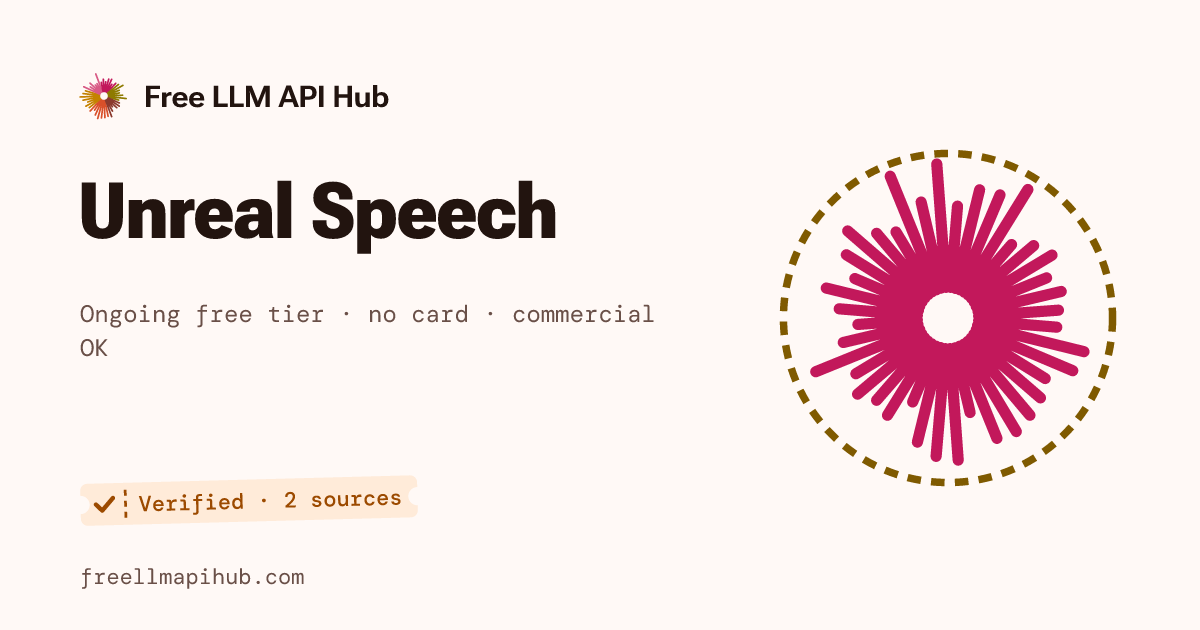 Free LLM API Hub
Unreal Speech
Ongoing free tier · no card · commercial
OK
Verified · 2 sources
freellmapihub.com